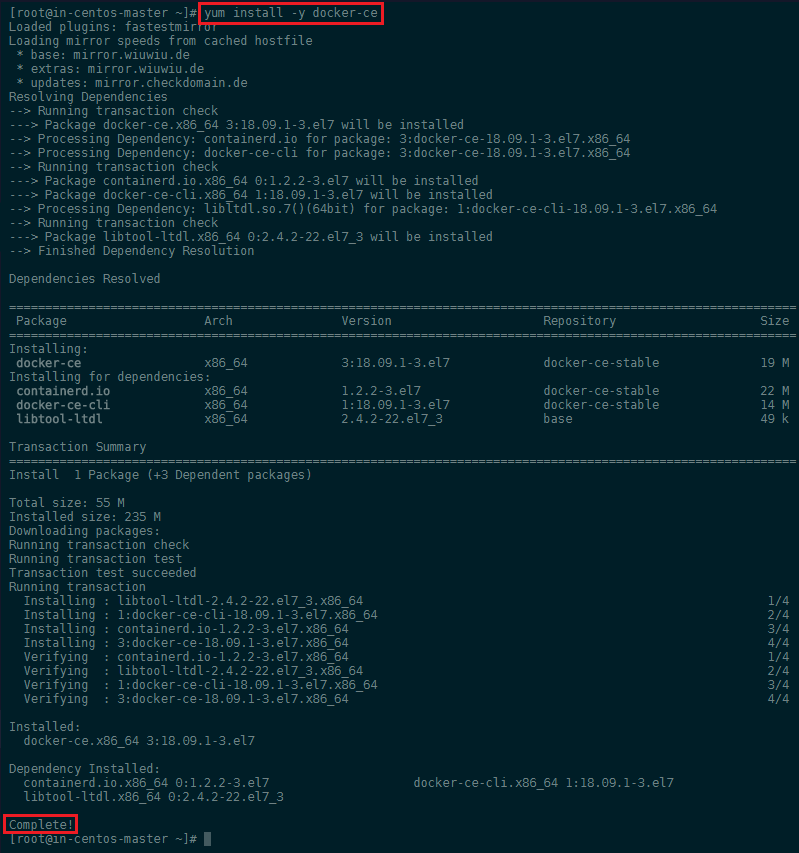 [root@in-centos-master ~]# yum install -y docker-ce
Loaded plugins: fastestmirror
Loading mirror speeds from cached hostfile
 * base: mirror.wiuwiu.de
 * extras: mirror.wiuwiu.de
 * updates: mirror.checkdomain.de
Resolving Dependencies
--> Running transaction check
---> Package docker-ce.x86_64 3:18.09.1-3.el7 will be installed
--> Processing Dependency: containerd.io for package: 3:docker-ce-18.09.1-3.el7.x86_64
--> Processing Dependency: docker-ce-cli for package: 3:docker-ce-18.09.1-3.el7.x86_64
--> Running transaction check
---> Package containerd.io.x86_64 0:1.2.2-3.el7 will be installed
---> Package docker-ce-cli.x86_64 1:18.09.1-3.el7 will be installed
--> Processing Dependency: libltdl.so.7()(64bit) for package: 1:docker-ce-cli-18.09.1-3.el7.x86_64
--> Running transaction check
---> Package libtool-ltdl.x86_64 0:2.4.2-22.el7_3 will be installed
--> Finished Dependency Resolution

Dependencies Resolved

=============================================================================================================
 Package                   Arch               Version                     Repository                    Size
=============================================================================================================
Installing:
 docker-ce                 x86_64             3:18.09.1-3.el7             docker-ce-stable              19 M
Installing for dependencies:
 containerd.io             x86_64             1.2.2-3.el7                 docker-ce-stable              22 M
 docker-ce-cli             x86_64             1:18.09.1-3.el7             docker-ce-stable              14 M
 libtool-ltdl              x86_64             2.4.2-22.el7_3              base                          49 k

Transaction Summary
=============================================================================================================
Install  1 Package (+3 Dependent packages)

Total size: 55 M
Installed size: 235 M
Downloading packages:
Running transaction check
Running transaction test
Transaction test succeeded
Running transaction
  Installing : libtool-ltdl-2.4.2-22.el7_3.x86_64                                                        1/4
  Installing : 1:docker-ce-cli-18.09.1-3.el7.x86_64                                                      2/4
  Installing : containerd.io-1.2.2-3.el7.x86_64                                                          3/4
  Installing : 3:docker-ce-18.09.1-3.el7.x86_64                                                          4/4
  Verifying  : containerd.io-1.2.2-3.el7.x86_64                                                          1/4
  Verifying  : libtool-ltdl-2.4.2-22.el7_3.x86_64                                                        2/4
  Verifying  : 1:docker-ce-cli-18.09.1-3.el7.x86_64                                                      3/4
  Verifying  : 3:docker-ce-18.09.1-3.el7.x86_64                                                          4/4

Installed:
  docker-ce.x86_64 3:18.09.1-3.el7

Dependency Installed:
  containerd.io.x86_64 0:1.2.2-3.el7                    docker-ce-cli.x86_64 1:18.09.1-3.el7
  libtool-ltdl.x86_64 0:2.4.2-22.el7_3

Complete!
[root@in-centos-master ~]#